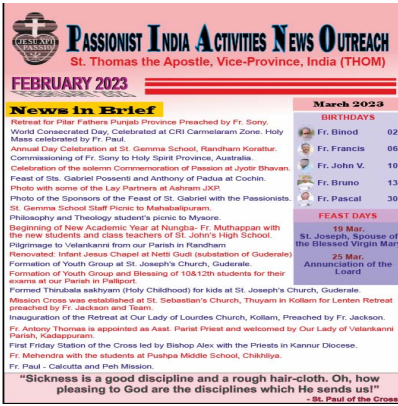 JESU XPI
PASSIO
PASSIONIST INDIA ACTIVITIES NEWS OUTREACH
St. Thomas the Apostle, Vice-Province, India (THOM)
FEBRUARY 2023
News in Brief
Retreat for Pilar Fathers Punjab Province Preached by Fr. Sony.
World Consecrated Day, Celebrated at CRI Carmelaram Zone. Holy
Mass celebrated by Fr. Paul.
Annual Day Celebration at St. Gemma School, Randham Korattur.
Commissioning of Fr. Sony to Holy Spirit Province, Australia.
Celebration of the solemn Commemoration of Passion at Jyotir Bhavan.
Feast of Sts. Gabriel Possenti and Anthony of Padua at Cochin.
Photo with some of the Lay Partners at Ashram JXP.
Photo of the Sponsors of the Feast of St. Gabriel with the Passionists.
St. Gemma School Staff Picnic to Mahabalipuram.
Philosophy and Theology student's picnic to Mysore.
Beginning of New Academic Year at Nungba- Fr. Muthappan with
the new students and class teachers of St. John's High School.
Pilgrimage to Velankanni from our Parish in Randham
Renovated: Infant Jesus Chapel at Netti Gudi (substation of Guderale)
Formation of Youth Group at St. Joseph's Church, Guderale.
Formation of Youth Group and Blessing of 10&12th students for their
exams at our Parish in Pallport.
Formed Thirubala sakkhyam (Holy Childhood) for kids at St. Joseph's Church, Guderale.
Mission Cross was established at St. Sebastian's Church, Thuyam in Kollam for Lenten Retreat
preached by Fr. Jackson and Team.
Inauguration of the Retreat at Our Lady of Lourdes Church, Kollam, Preached by Fr. Jackson.
Fr. Antony Thomas is appointed as Asst. Parist Priest and welcomed by Our Lady of Velankanni
Parish, Kadappuram.
First Friday Station of the Cross led by Bishop Alex with the Priests in Kannur Diocese.
Fr. Mehendra with the students at Pushpa Middle School, Chikhliya.
Fr. Paul - Calcutta and Peh Mission.
March 2023
BIRTHDAYS
Fr. Binod 02
Fr. Francis 06
Fr. John V. 10
Fr. Bruno 13
Fr. Pascal 30
FEAST DAYS
19 Mar.
St. Joseph, Spouse of
the Blessed Virgin Mary
25 Mar.
Annunciation of the
Loard
"Sickness is a good discipline and a rough hair-cloth. Oh, how
pleasing to God are the disciplines which He sends us!"
- St. Paul of the Cross